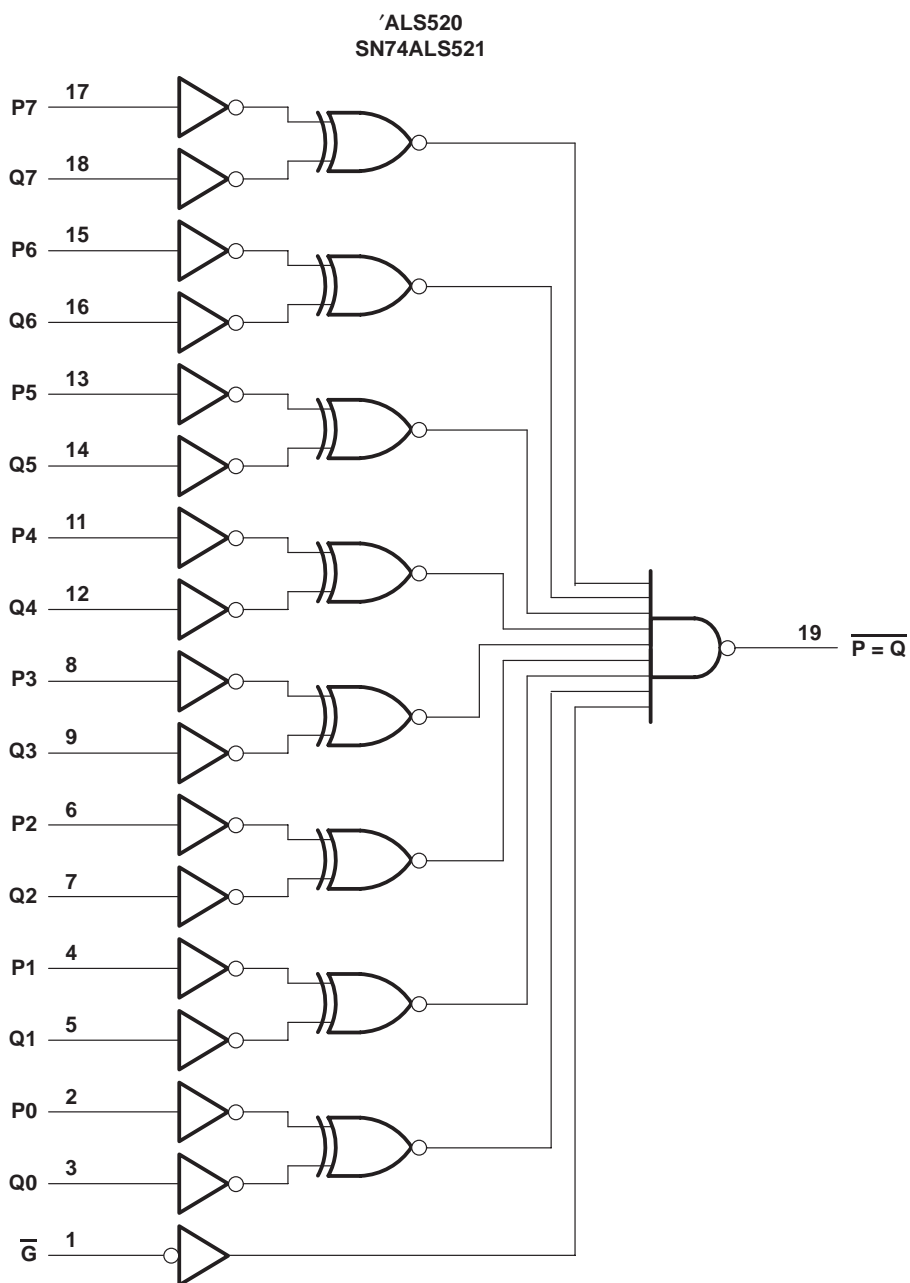 ′ALS520
SN74ALS521
P7 17
Q7 18
P6 15
Q6 16
P5 13
Q5 14
P4 11
Q4 12
19 P = Q
P3 8
Q3 9
P2 6
Q2 7
P1 4
Q1 5
P0 2
Q0 3
G 1